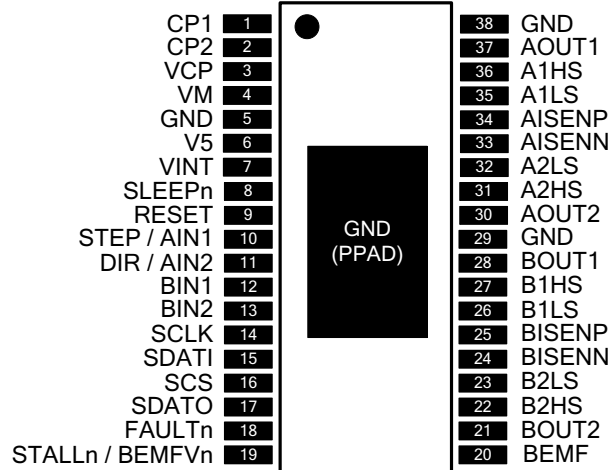 CP1 1 38 GND
CP2 2 37 AOUT1
VCP 3 36 A1HS
VM 4 35 A1LS
GND 5 34 AISENP
V5 6 33 AISENN
VINT 7 32 A2LS
SLEEPn 8 31 A2HS
RESET 9 30 AOUT2
STEP / AIN1 10 29 GND
DIR / AIN2 11 28 BOUT1
BIN1 12 27 B1HS
BIN2 13 26 B1LS
SCLK 14 25 BISENP
SDATI 15 24 BISENN
SCS 16 23 B2LS
SDATO 17 22 B2HS
FAULTn 18 21 BOUT2
STALLn / BEMFVn 19 20 BEMF
GND
(PPAD)